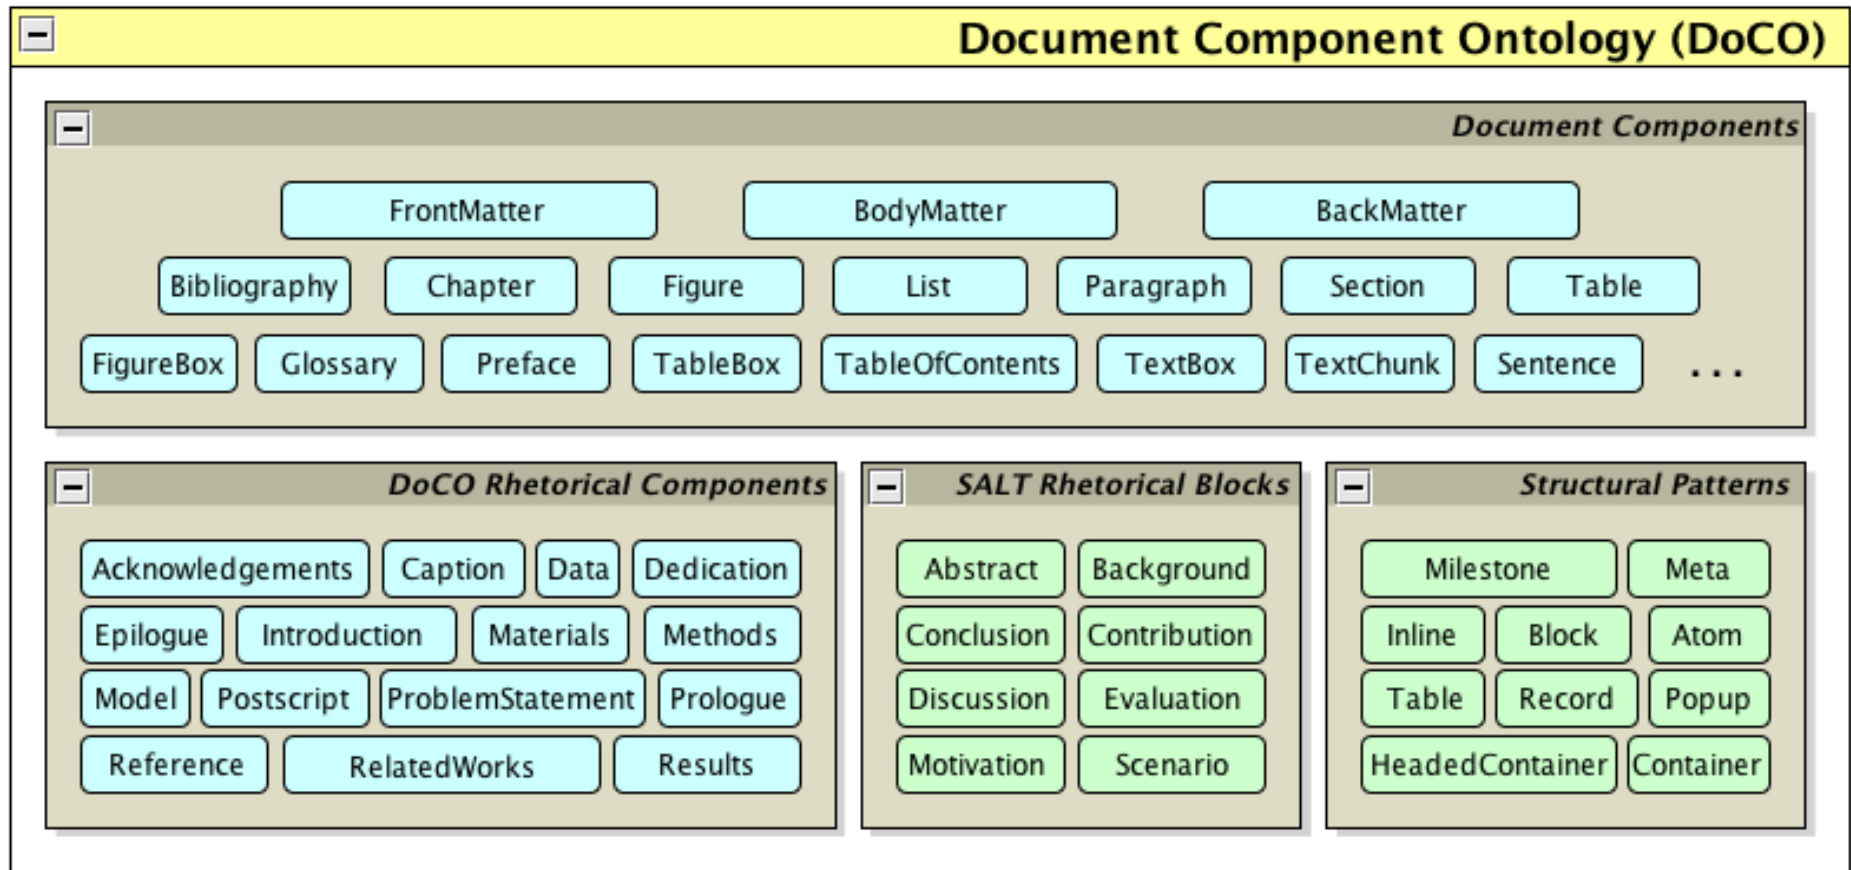 Document Component Ontology (DoCO)
Document Components
FrontMatter BodyMatter BackMatter
Bibliography Chapter Figure List Paragraph Section Table
FigureBox Glossary Preface TableBox TableOfContents TextBox TextChunk Sentence ...
DoCO Rhetorical Components
Acknowledgements Caption Data Dedication
Epilogue Introduction Materials Methods
Model Postscript ProblemStatement Prologue
Reference RelatedWorks Results
SALT Rhetorical Blocks
Abstract Background
Conclusion Contribution
Discussion Evaluation
Motivation Scenario
Structural Patterns
Milestone Meta
Inline Block Atom
Table Record Popup
HeadedContainer Container